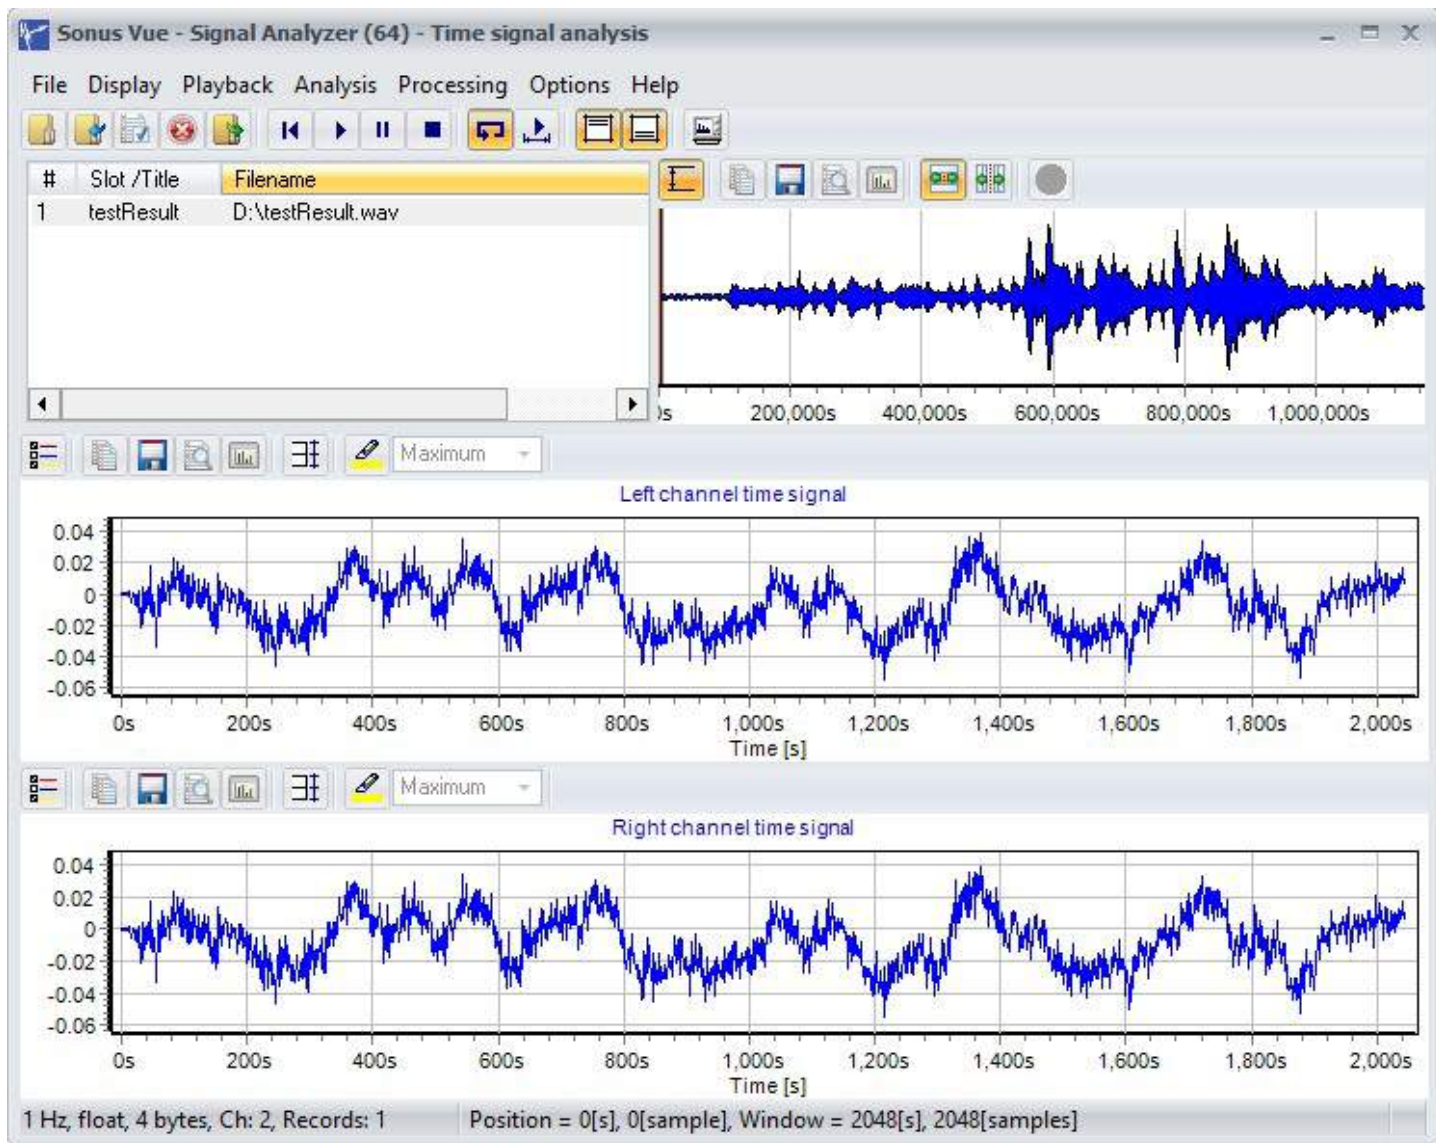 Sonus Vue - Signal Analyzer (64) - Time signal analysis
File Display Playback Analysis Processing Options Help
# Slot /Title Filename
1 testResult D:\testResult.wav
0s 200,000s 400,000s 600,000s 800,000s 1,000,000s
Maximum
Left channel time signal
0.04
0.02
0
-0.02
-0.04
-0.06
0s 200s 400s 600s 800s 1,000s 1,200s 1,400s 1,600s 1,800s 2,000s
Time [s]
Maximum
Right channel time signal
0.04
0.02
0
-0.02
-0.04
-0.06
0s 200s 400s 600s 800s 1,000s 1,200s 1,400s 1,600s 1,800s 2,000s
Time [s]
1 Hz, float, 4 bytes, Ch: 2, Records: 1 Position = 0[s], 0[sample], Window = 2048[s], 2048[samples]